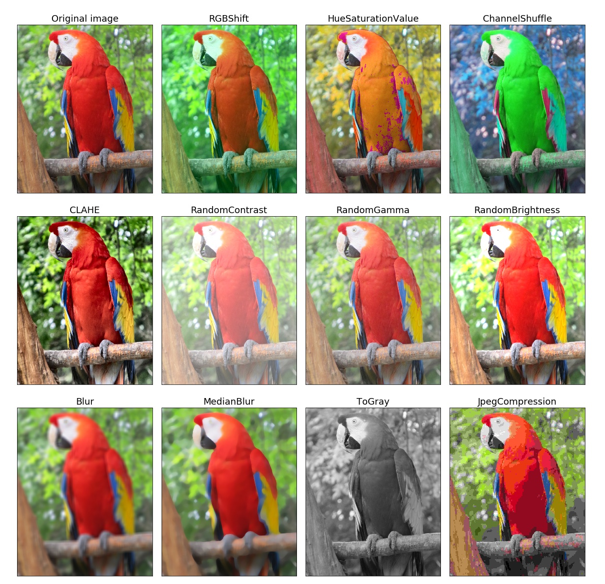 Original image
RGBShift
HueSaturationValue
ChannelShuffle
CLAHE
RandomContrast
RandomGamma
RandomBrightness
Blur
MedianBlur
ToGray
JpegCompression